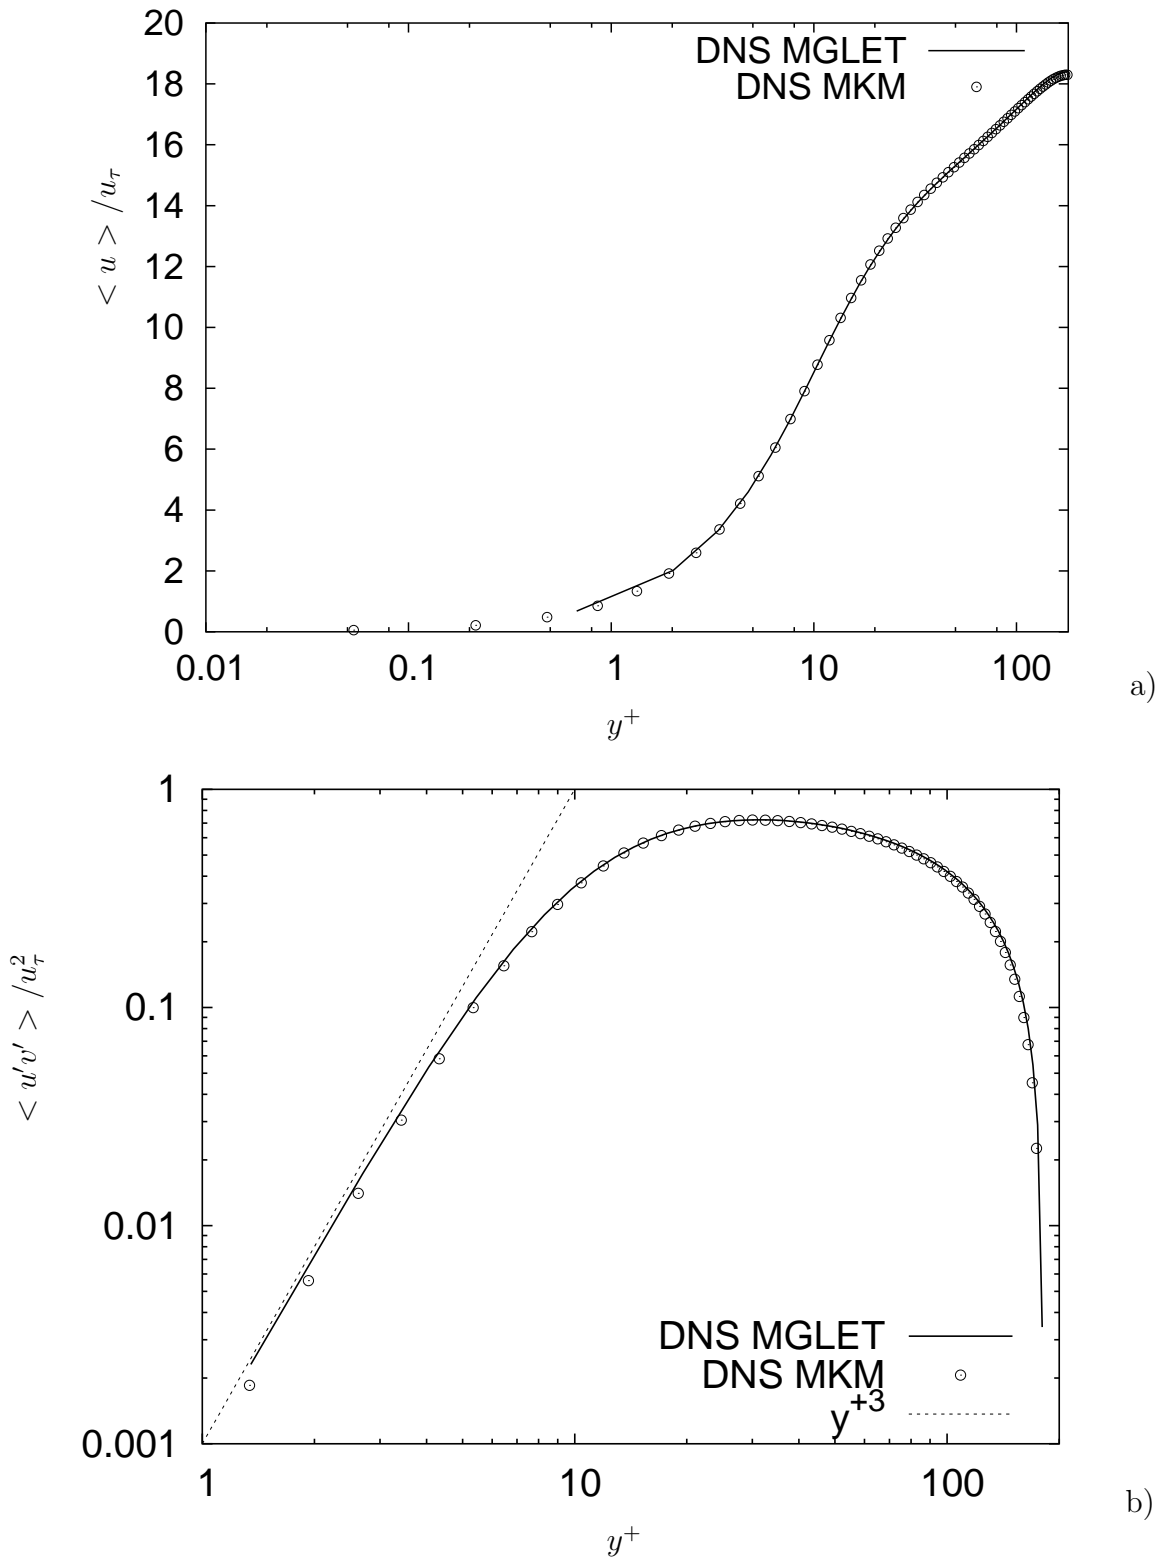 20
18
16
14
12
10
8
6
4
2
0
< u > /u_τ
DNS MGLET
DNS MKM
0.01 0.1 1 10 100
y^+
a)
1
0.1
0.01
0.001
< u′v′ > /u_τ^2
DNS MGLET
DNS MKM
y^+3
1 10 100
y^+
b)